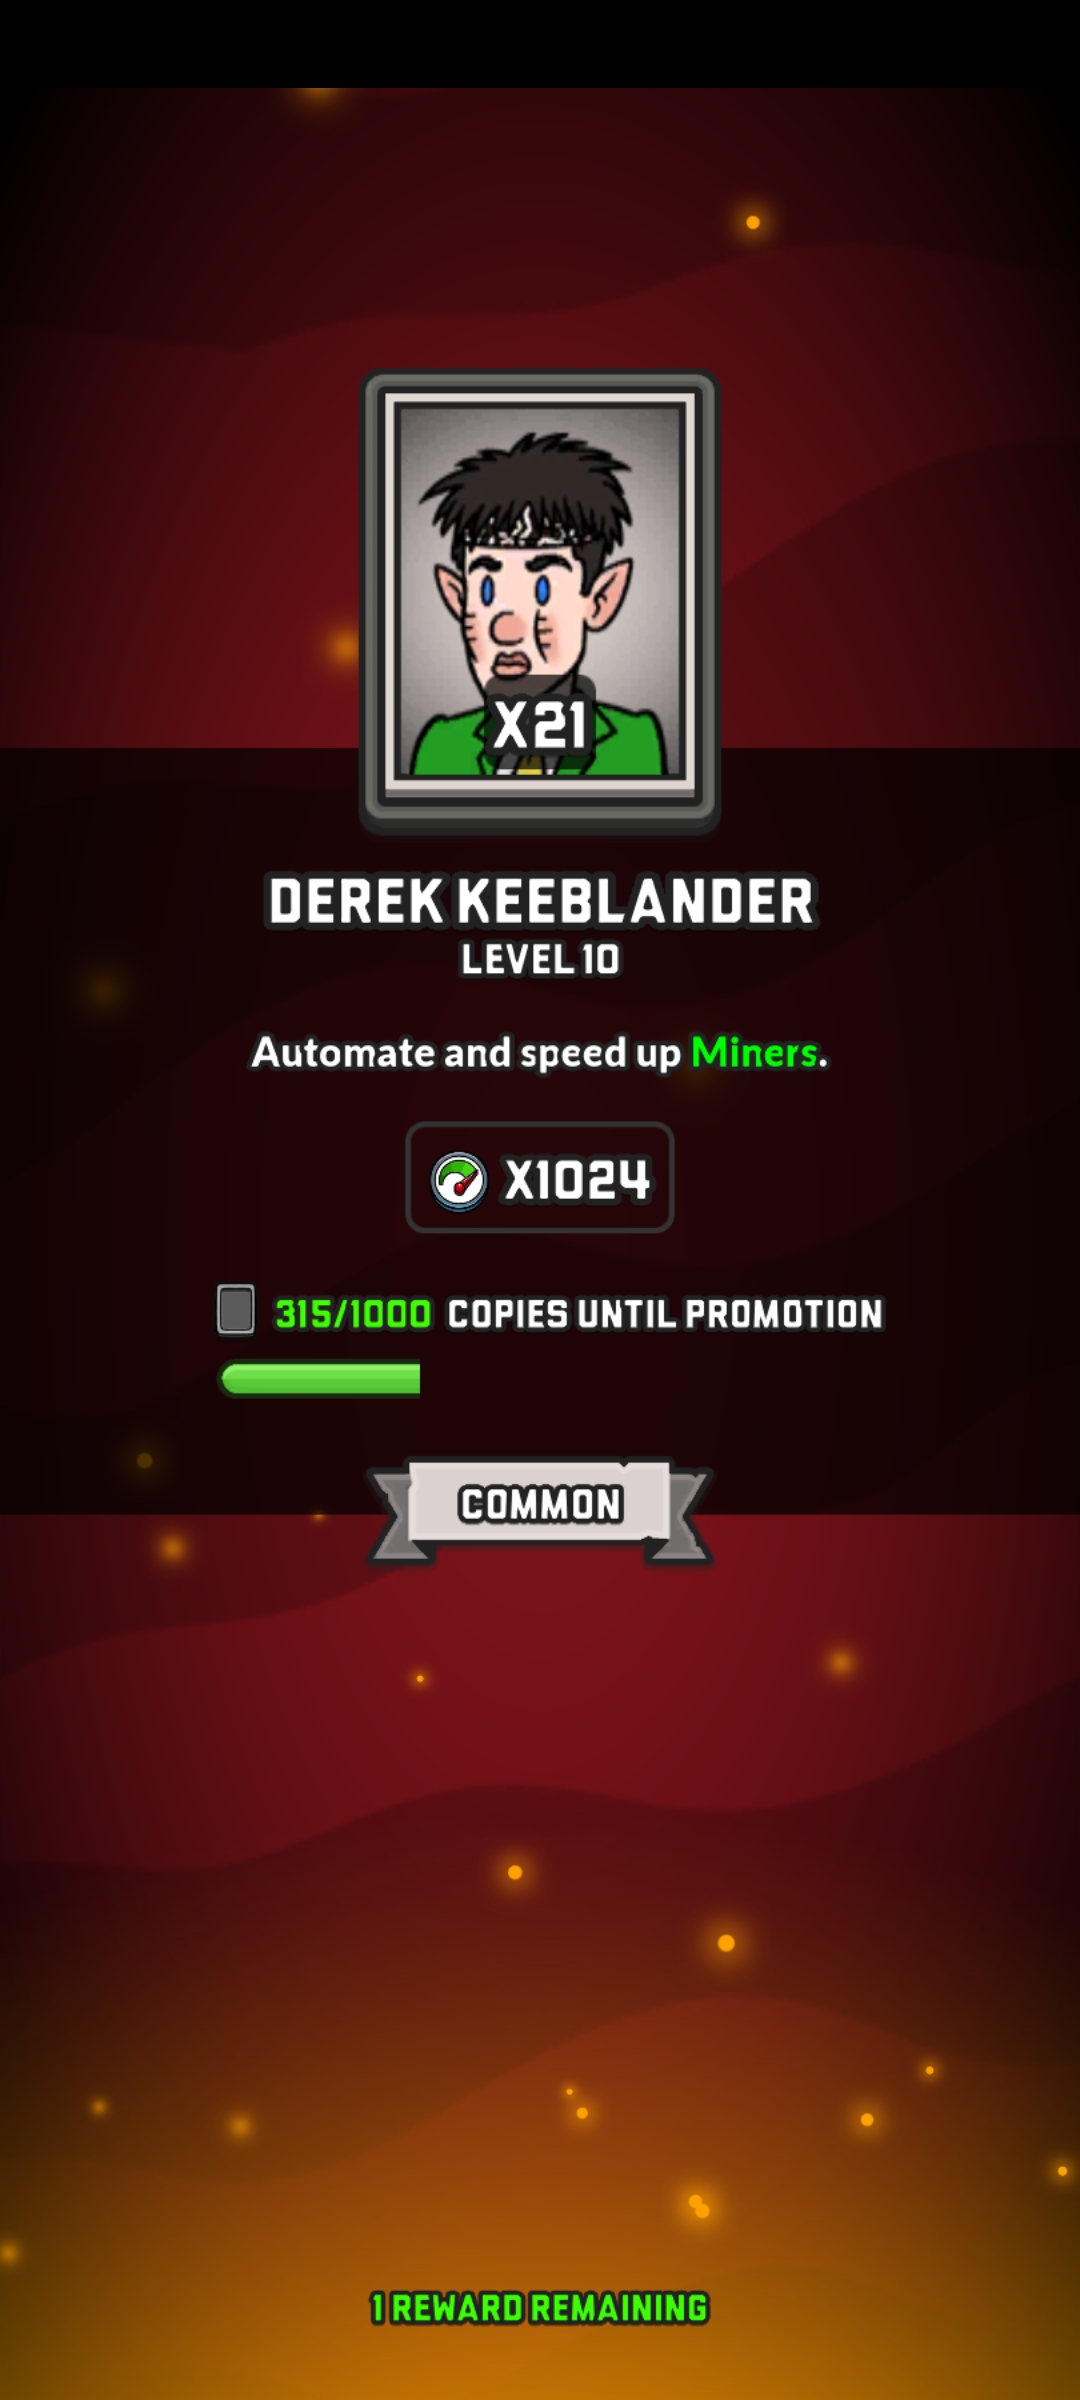 X21
DEREK KEEBLANDER
LEVEL 10
Automate and speed up Miners.
X1024
315/1000 COPIES UNTIL PROMOTION
COMMON
1 REWARD REMAINING